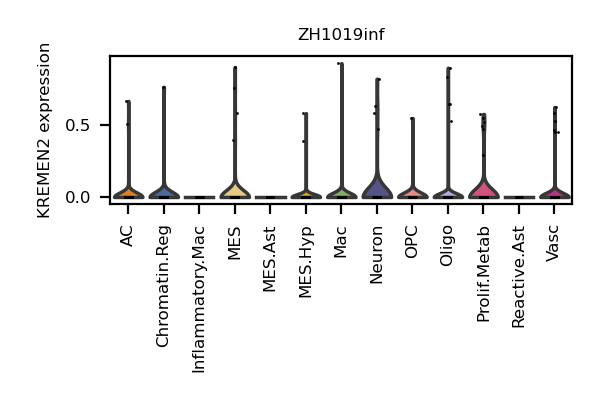 ZH1019inf
KREMEN2 expression
0.5
0.0
AC
Chromatin.Reg
Inflammatory.Mac
MES
MES.Ast
MES.Hyp
Mac
Neuron
OPC
Oligo
Prolif.Metab
Reactive.Ast
Vasc